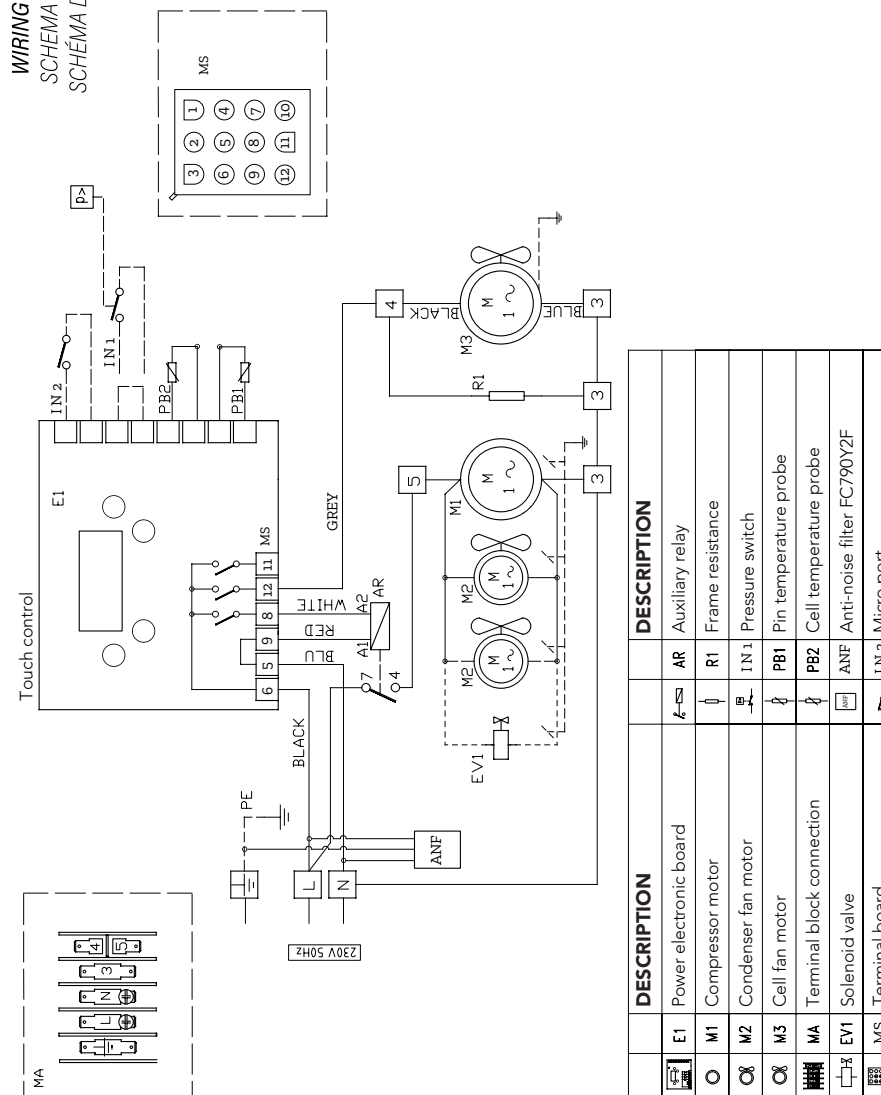 WIRING
SCHEMA
SCHÉMA D
MS
1 2 3
4 5 6
7 8 9
10 11 12
p>
IN2
IN1
PB2
PB1
Touch control
E1
MS
6 5 9 8 12 11
BLACK
BLU
RED
WHITE
GREY
A1 A2
AR
7
4
PE
L
N
230V 50Hz
ANF
MA
L N 3 4
5
5
EV1
M2
M
1
M2
M
1
M1
M
1
3
R1
3
4
BLACK
M3
M
1
BLUE
3
DESCRIPTION DESCRIPTION
E1 Power electronic board AR Auxiliary relay
M1 Compressor motor R1 Frame resistance
M2 Condenser fan motor IN1 Pressure switch
M3 Cell fan motor PB1 Pin temperature probe
MA Terminal block connection PB2 Cell temperature probe
EV1 Solenoid valve ANF ANF Anti-noise filter FC790Y2F
MS Terminal board IN2 Micro port